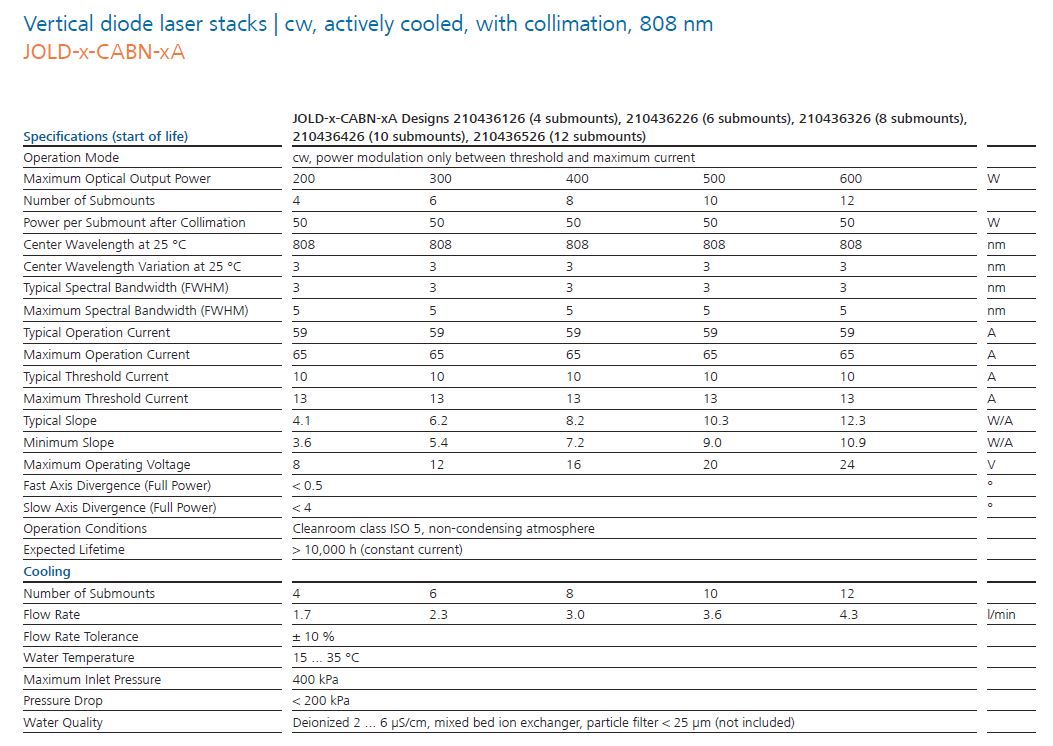 Vertical diode laser stacks | cw, actively cooled, with collimation, 808 nm
JOLD-x-CABN-xA
JOLD-x-CABN-xA Designs 210436126 (4 submounts), 210436226 (6 submounts), 210436326 (8 submounts),
Specifications (start of life) 210436426 (10 submounts), 210436526 (12 submounts)
Operation Mode cw, power modulation only between threshold and maximum current
Maximum Optical Output Power 200 300 400 500 600 W
Number of Submounts 4 6 8 10 12
Power per Submount after Collimation 50 50 50 50 50 W
Center Wavelength at 25 °C 808 808 808 808 808 nm
Center Wavelength Variation at 25 °C 3 3 3 3 3 nm
Typical Spectral Bandwidth (FWHM) 3 3 3 3 3 nm
Maximum Spectral Bandwidth (FWHM) 5 5 5 5 5 nm
Typical Operation Current 59 59 59 59 59 A
Maximum Operation Current 65 65 65 65 65 A
Typical Threshold Current 10 10 10 10 10 A
Maximum Threshold Current 13 13 13 13 13 A
Typical Slope 4.1 6.2 8.2 10.3 12.3 W/A
Minimum Slope 3.6 5.4 7.2 9.0 10.9 W/A
Maximum Operating Voltage 8 12 16 20 24 V
Fast Axis Divergence (Full Power) < 0.5 °
Slow Axis Divergence (Full Power) < 4 °
Operation Conditions Cleanroom class ISO 5, non-condensing atmosphere
Expected Lifetime > 10,000 h (constant current)
Cooling
Number of Submounts 4 6 8 10 12
Flow Rate 1.7 2.3 3.0 3.6 4.3 l/min
Flow Rate Tolerance ± 10 %
Water Temperature 15 ... 35 °C
Maximum Inlet Pressure 400 kPa
Pressure Drop < 200 kPa
Water Quality Deionized 2 ... 6 µS/cm, mixed bed ion exchanger, particle filter < 25 µm (not included)